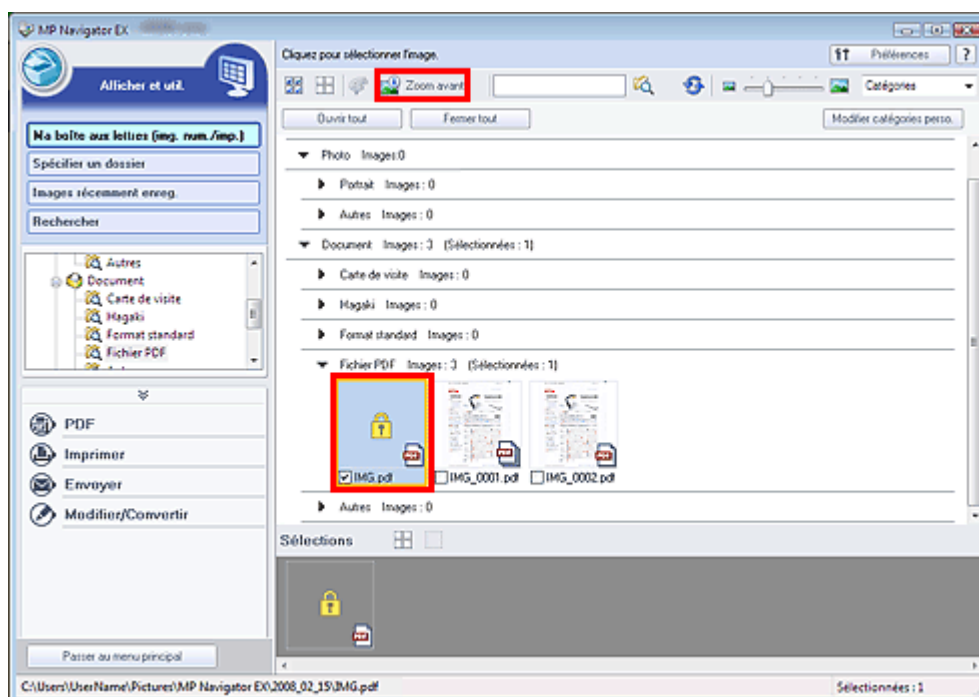 MP Navigator EX
Cliquez pour sélectionner l'image.
Préférences
?
Afficher et util.
Zoom avant
Catégories
Ouvrir tout
Fermer tout
Modifier catégories perso.
Ma boîte aux lettres (img. num./imp.)
Spécifier un dossier
Images récemment enreg.
Rechercher
Photo Images:0
Portrait Images : 0
Autres Images : 0
Document Images : 3 (Sélectionnées : 1)
Carte de visite Images : 0
Hagaki Images : 0
Format standard Images : 0
Fichier PDF Images : 3 (Sélectionnées : 1)
IMG.pdf
IMG_0001.pdf
IMG_0002.pdf
Autres Images : 0
Autres
Document
Carte de visite
Hagaki
Format standard
Fichier PDF
PDF
Imprimer
Envoyer
Modifier/Convertir
Sélections
Passer au menu principal
C:\Users\UserName\Pictures\MP Navigator EX\2008_02_15\IMG.pdf
Sélectionnées : 1